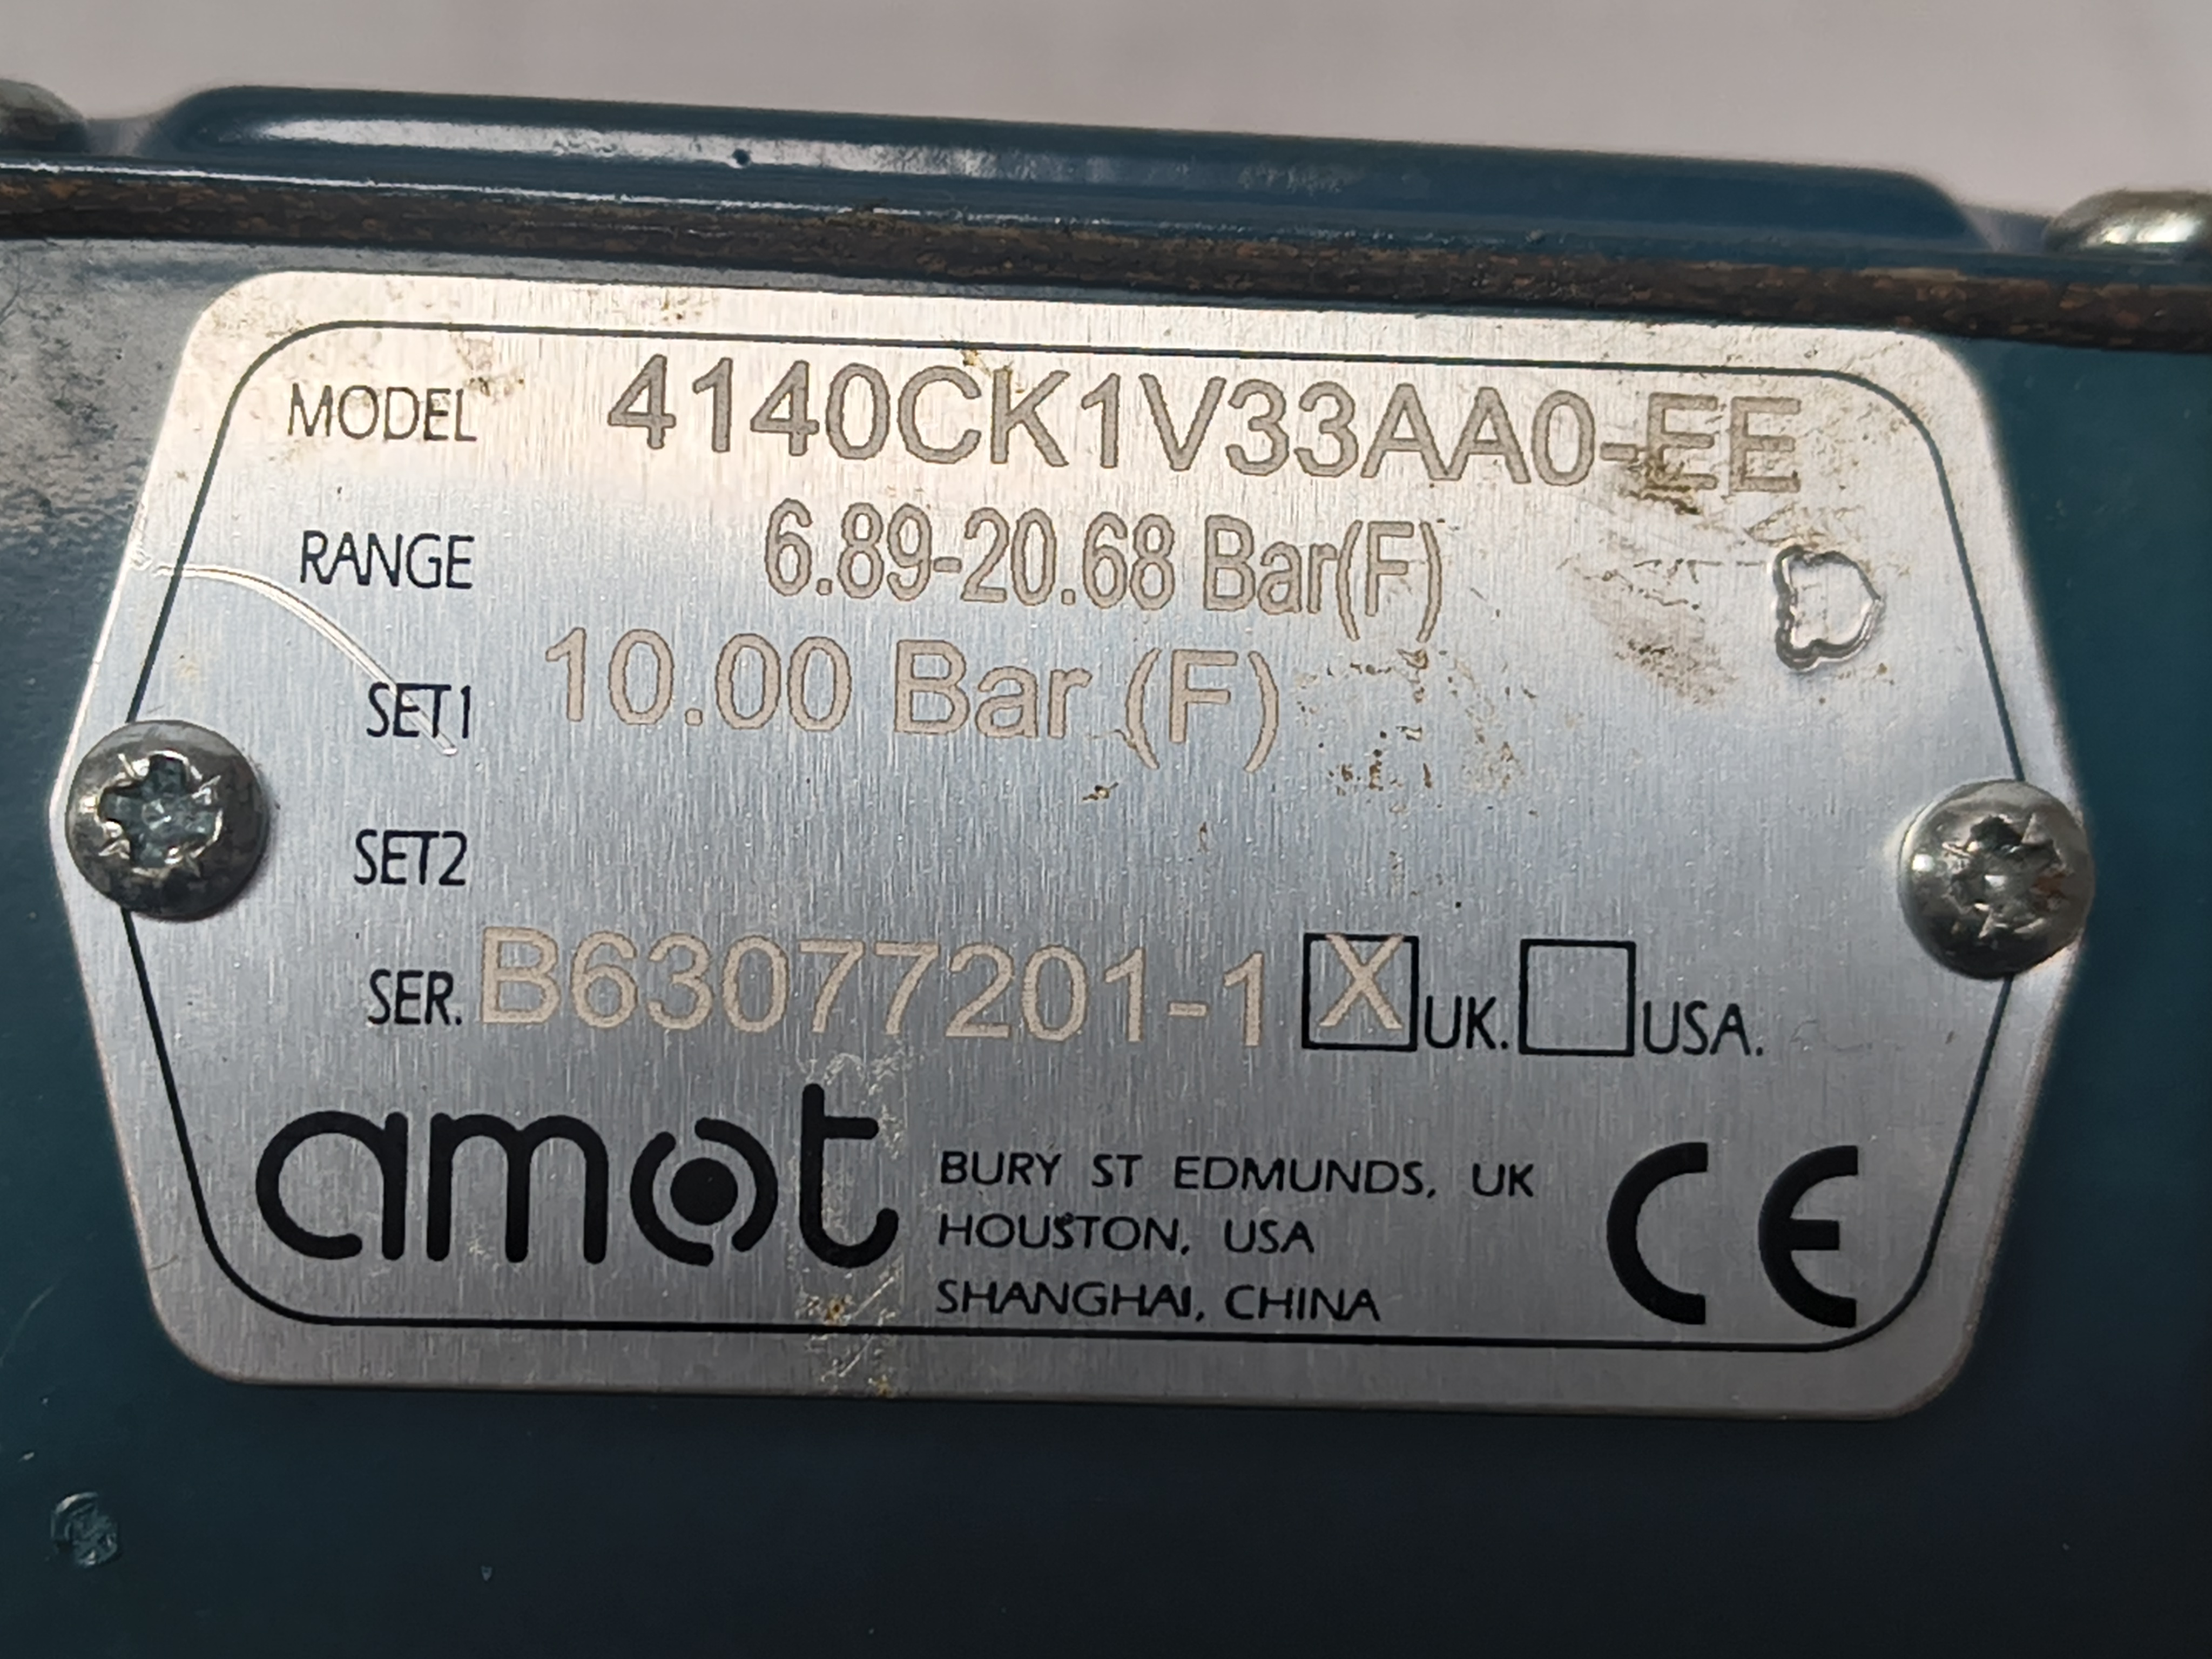 MODEL 4140CK1V33AA0-EE
RANGE 6.89-20.68 Bar(F)
SET1 10.00 Bar (F)
SET2
SER. B63077201-1 X UK. USA.
amot
BURY ST EDMUNDS, UK
HOUSTON, USA
SHANGHAI, CHINA
CE